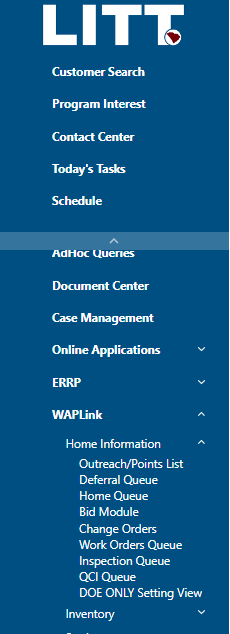 LITT
Customer Search
Program Interest
Contact Center
Today's Tasks
Schedule
AdHoc Queries
Document Center
Case Management
Online Applications
ERRP
WAPLink
Home Information
Outreach/Points List
Deferral Queue
Home Queue
Bid Module
Change Orders
Work Orders Queue
Inspection Queue
QCI Queue
DOE ONLY Setting View
Inventory